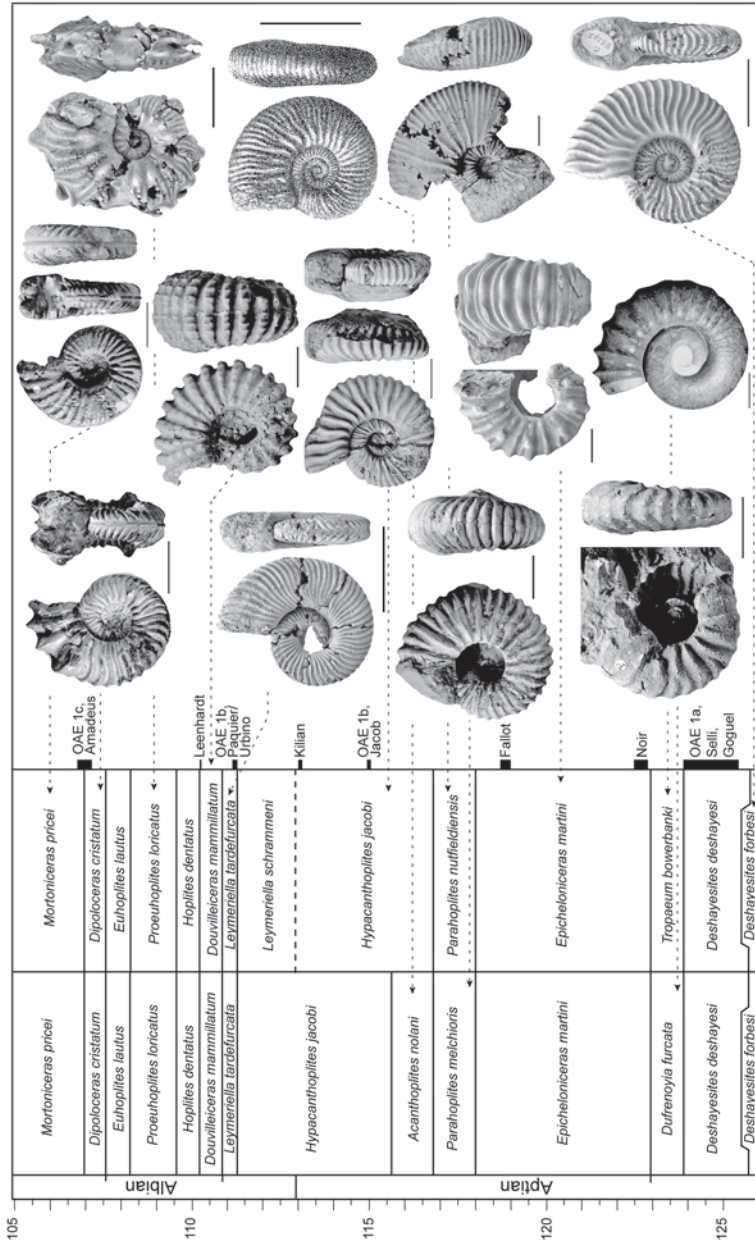 105
110
115
120
125
Albian
Aptian
Mortoniceras pricei
Dipoloceras cristatum
Euhoplites lautus
Proeuhoplites loricatus
Hoplites dentatus
Douvilleiceras mammillatum
Leymeriella tardefurcata
Hypacanthoplites jacobi
Acanthoplites nolani
Parahoplites melchioris
Epicheloniceras martini
Dufrenoyia furcata
Deshayesites deshayesi
Deshayesites forbesi
Mortoniceras pricei
Dipoloceras cristatum
Euhoplites lautus
Proeuhoplites loricatus
Hoplites dentatus
Douvilleiceras mammillatum
Leymeriella tardefurcata
Leymeriella schrammeni
Hypacanthoplites jacobi
Parahoplites nutfieldiensis
Epicheloniceras martini
Tropaeum bowerbanki
Deshayesites deshayesi
Deshayesites forbesi
OAE 1c,
Amadeus
Leenhardt
OAE 1b,
Paquier/
Urbino
Kilian
OAE 1b,
Jacob
Fallot
Noir
OAE 1a,
Selli,
Goguel